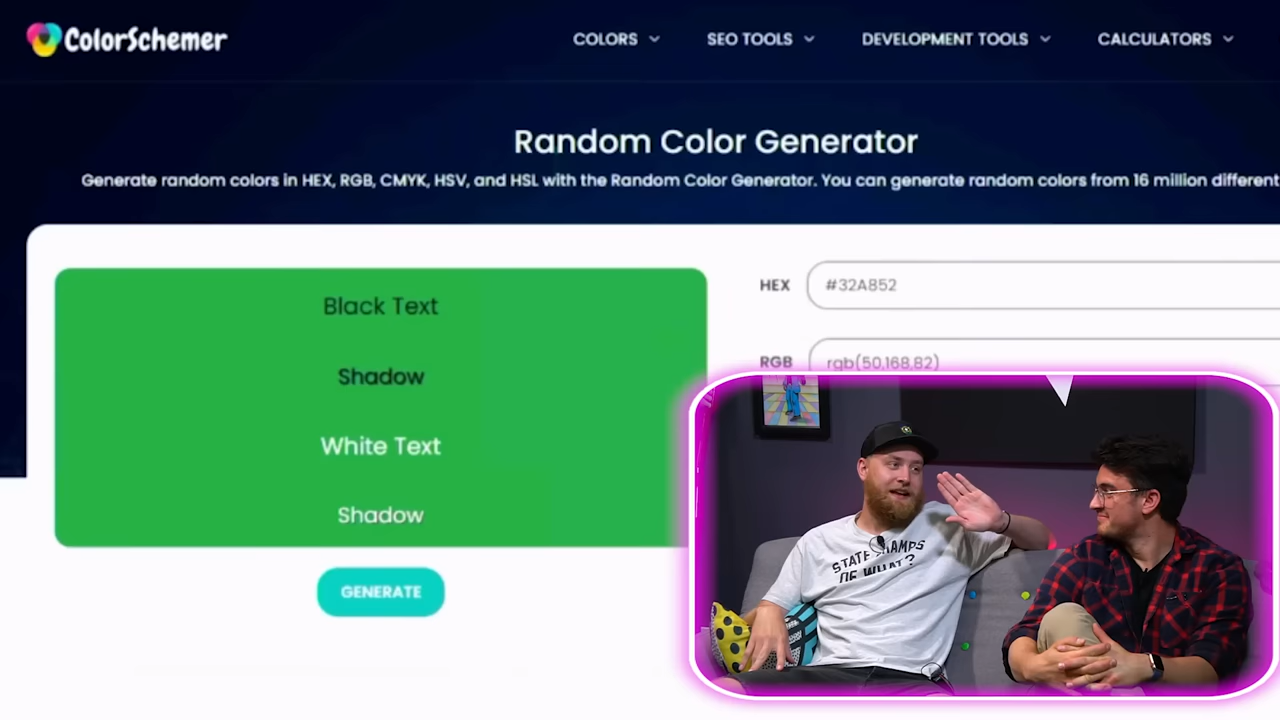 ColorSchemer
COLORS
SEO TOOLS
DEVELOPMENT TOOLS
CALCULATORS
Random Color Generator
Generate random colors in HEX, RGB, CMYK, HSV, and HSL with the Random Color Generator. You can generate random colors from 16 million different
Black Text
Shadow
White Text
Shadow
GENERATE
HEX
#32A852
RGB
rgb(50,168,82)
OF WHAT?